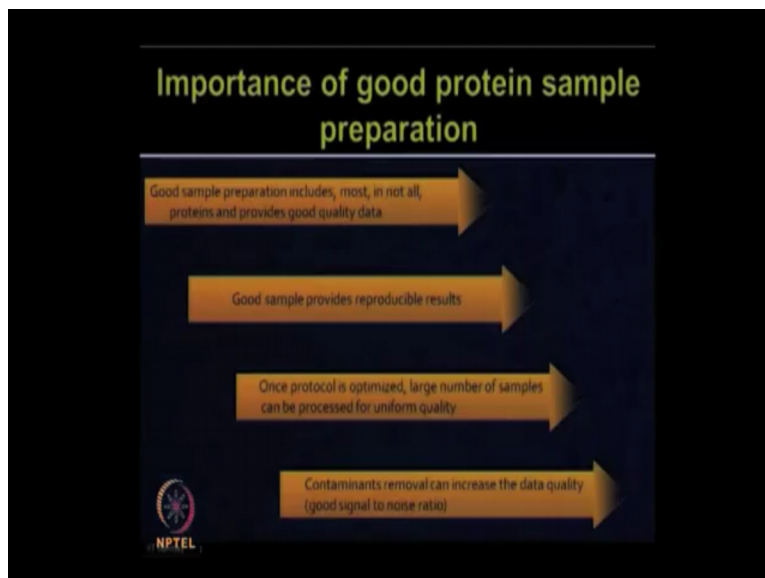 Importance of good protein sample
preparation
Good sample preparation includes, most, in not all,
proteins and provides good quality data
Good sample provides reproducible results
Once protocol is optimized, large number of samples
can be processed for uniform quality
Contaminants removal can increase the data quality
(good signal to noise ratio)
NPTEL